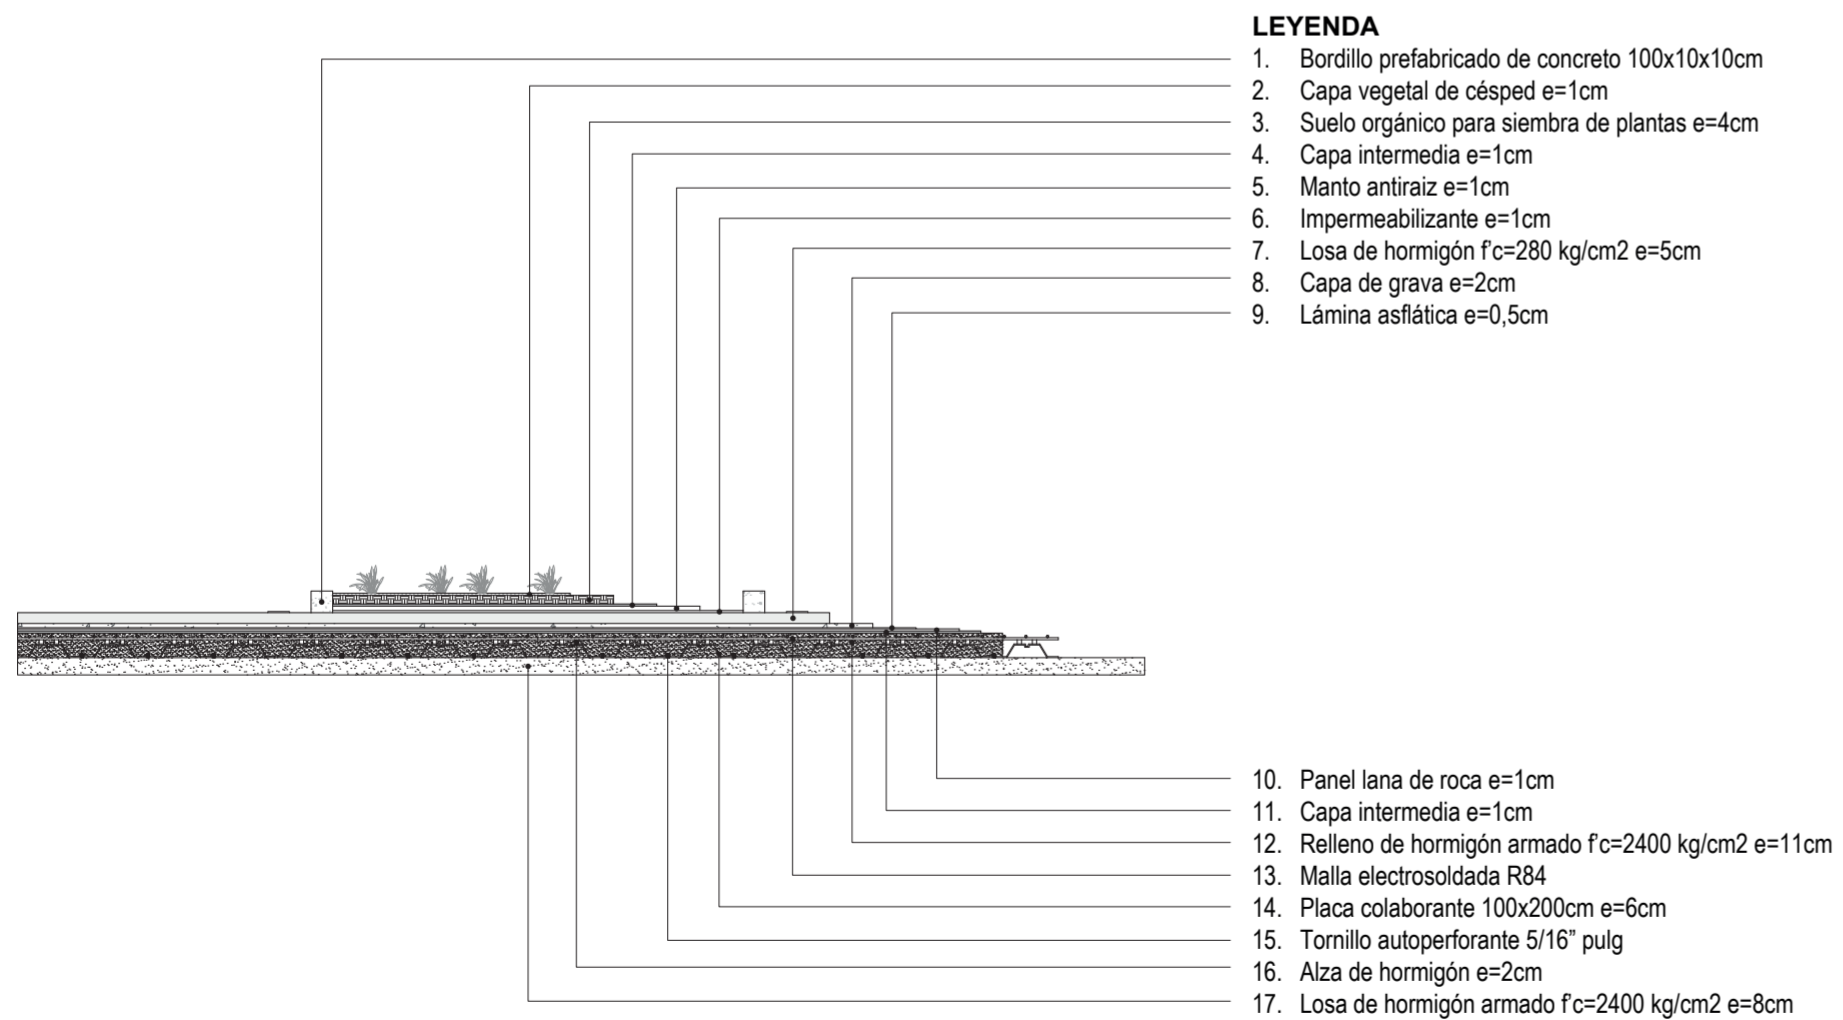 LEYENDA
1. Bordillo prefabricado de concreto 100x10x10cm
2. Capa vegetal de césped e=1cm
3. Suelo orgánico para siembra de plantas e=4cm
4. Capa intermedia e=1cm
5. Manto antiraiz e=1cm
6. Impermeabilizante e=1cm
7. Losa de hormigón f'c=280 kg/cm2 e=5cm
8. Capa de grava e=2cm
9. Lámina asflática e=0,5cm
10. Panel lana de roca e=1cm
11. Capa intermedia e=1cm
12. Relleno de hormigón armado f'c=2400 kg/cm2 e=11cm
13. Malla electrosoldada R84
14. Placa colaborante 100x200cm e=6cm
15. Tornillo autoperforante 5/16” pulg
16. Alza de hormigón e=2cm
17. Losa de hormigón armado f'c=2400 kg/cm2 e=8cm